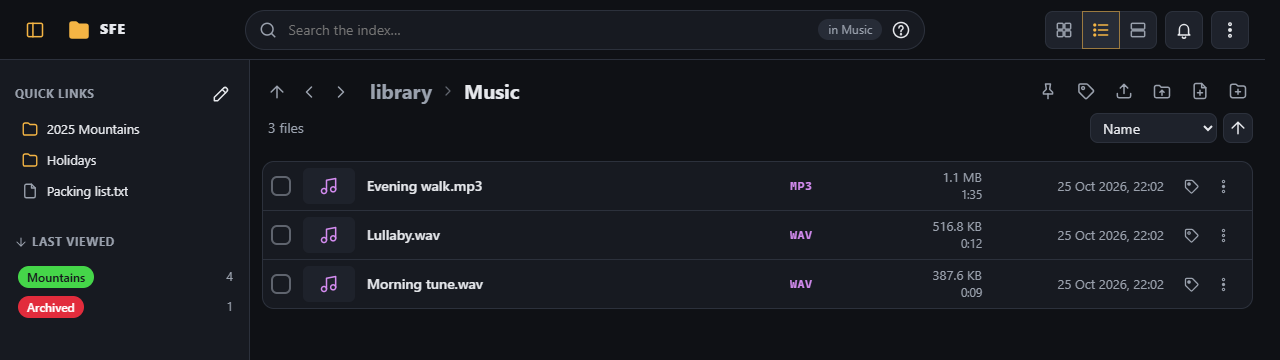 SFE
Search the index...
in Music
QUICK LINKS
2025 Mountains
Holidays
Packing list.txt
LAST VIEWED
Mountains 4
Archived 1
library > Music
3 files
Name
Evening walk.mp3 MP3 1.1 MB 1:35 25 Oct 2026, 22:02
Lullaby.wav WAV 516.8 KB 0:12 25 Oct 2026, 22:02
Morning tune.wav WAV 387.6 KB 0:09 25 Oct 2026, 22:02